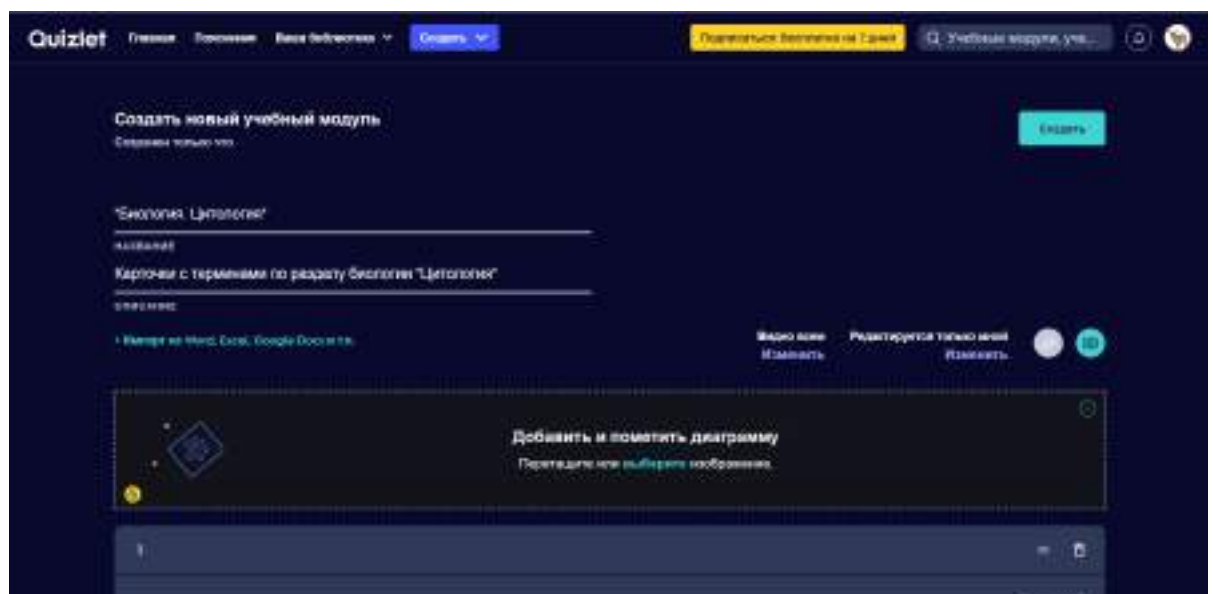 Quizlet Главная Пояснения Ваша библиотека Создать Подписаться бесплатно на 7 дней Учебные модули, уче...
Создать новый учебный модуль
Создать
Создано только что
"Биология. Цитология"
НАЗВАНИЕ
Карточки с терминами по разделу биологии "Цитология"
ОПИСАНИЕ
+ Импорт из Word, Excel, Google Docs и т.п.
Видно всем Редактируется только мной
Изменить Изменить
Добавить и пометить диаграмму
Перетащите или выберите изображение.
1